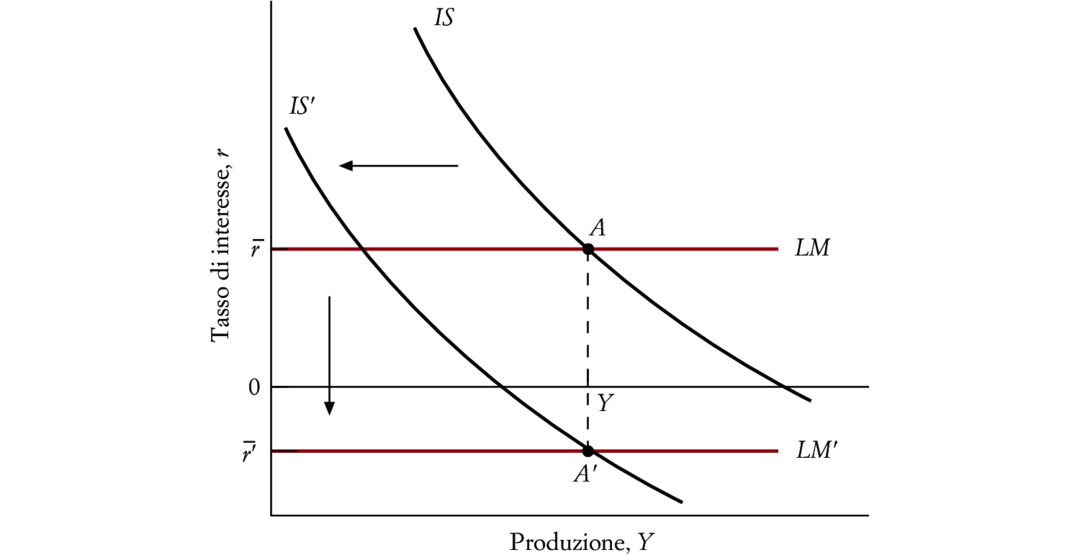 IS
IS′
Tasso di interesse, r
A
r̄
LM
0
Y
r̄′
LM′
A′
Produzione, Y